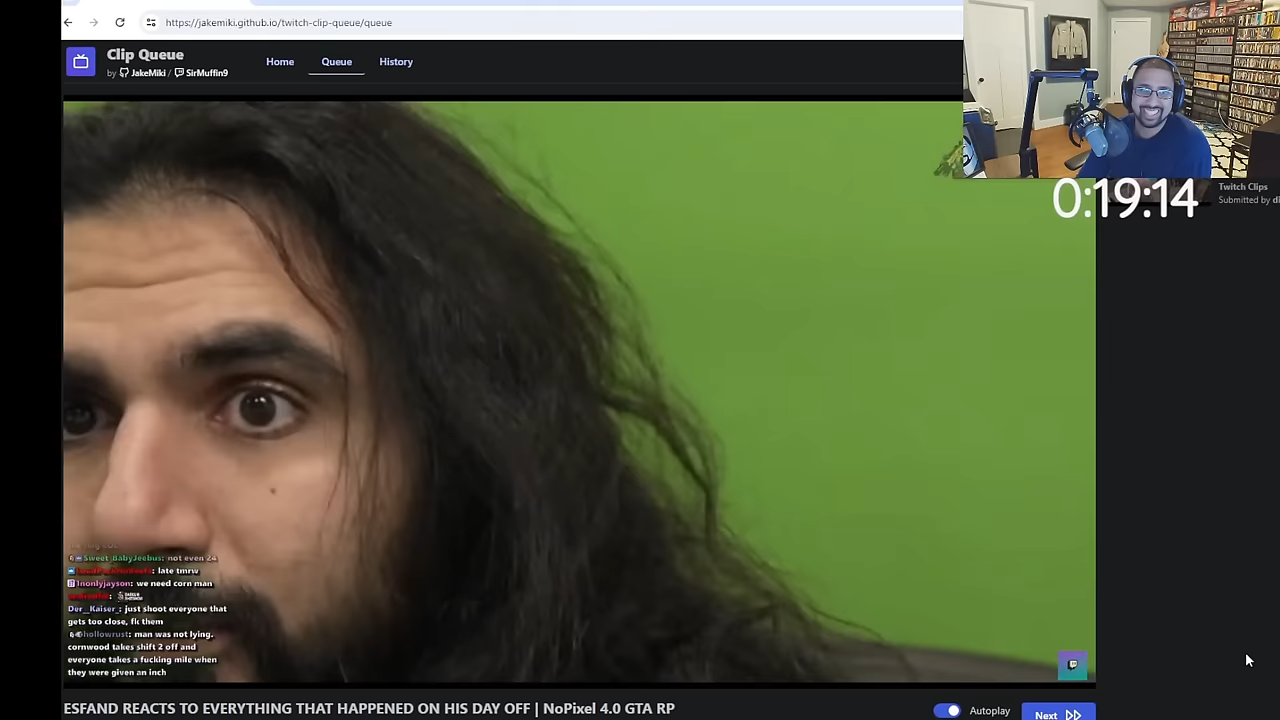 https://jakemiki.github.io/twitch-clip-queue/queue
Clip Queue
by JakeMiki / SirMuffin9
Home
Queue
History
0:19:14
Twitch Clips
Submitted by di
Sweet_BabyJeebus: not even 24
late tmrw
1nonlyjayson: we need corn man
Der__Kaiser_: just shoot everyone that
gets too close, fk them
hollowrust: man was not lying.
cornwood takes shift 2 off and
everyone takes a fucking mile when
they were given an inch
ESFAND REACTS TO EVERYTHING THAT HAPPENED ON HIS DAY OFF | NoPixel 4.0 GTA RP
Autoplay
Next